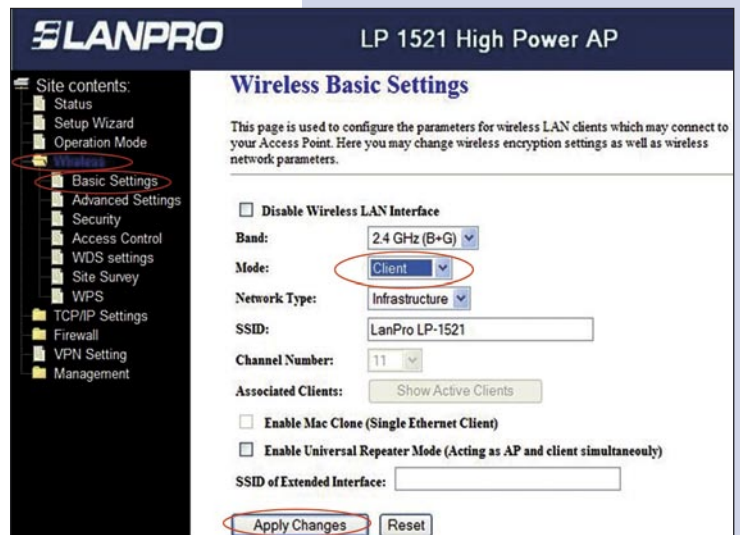 LANPRO
LP 1521 High Power AP
Site contents:
Status
Setup Wizard
Operation Mode
Wireless
Basic Settings
Advanced Settings
Security
Access Control
WDS settings
Site Survey
WPS
TCP/IP Settings
Firewall
VPN Setting
Management
Wireless Basic Settings
This page is used to configure the parameters for wireless LAN clients which may connect to
your Access Point. Here you may change wireless encryption settings as well as wireless
network parameters.
Disable Wireless LAN Interface
Band: 2.4 GHz (B+G)
Mode: Client
Network Type: Infrastructure
SSID: LanPro LP-1521
Channel Number: 11
Associated Clients: Show Active Clients
Enable Mac Clone (Single Ethernet Client)
Enable Universal Repeater Mode (Acting as AP and client simultaneouly)
SSID of Extended Interface:
Apply Changes Reset